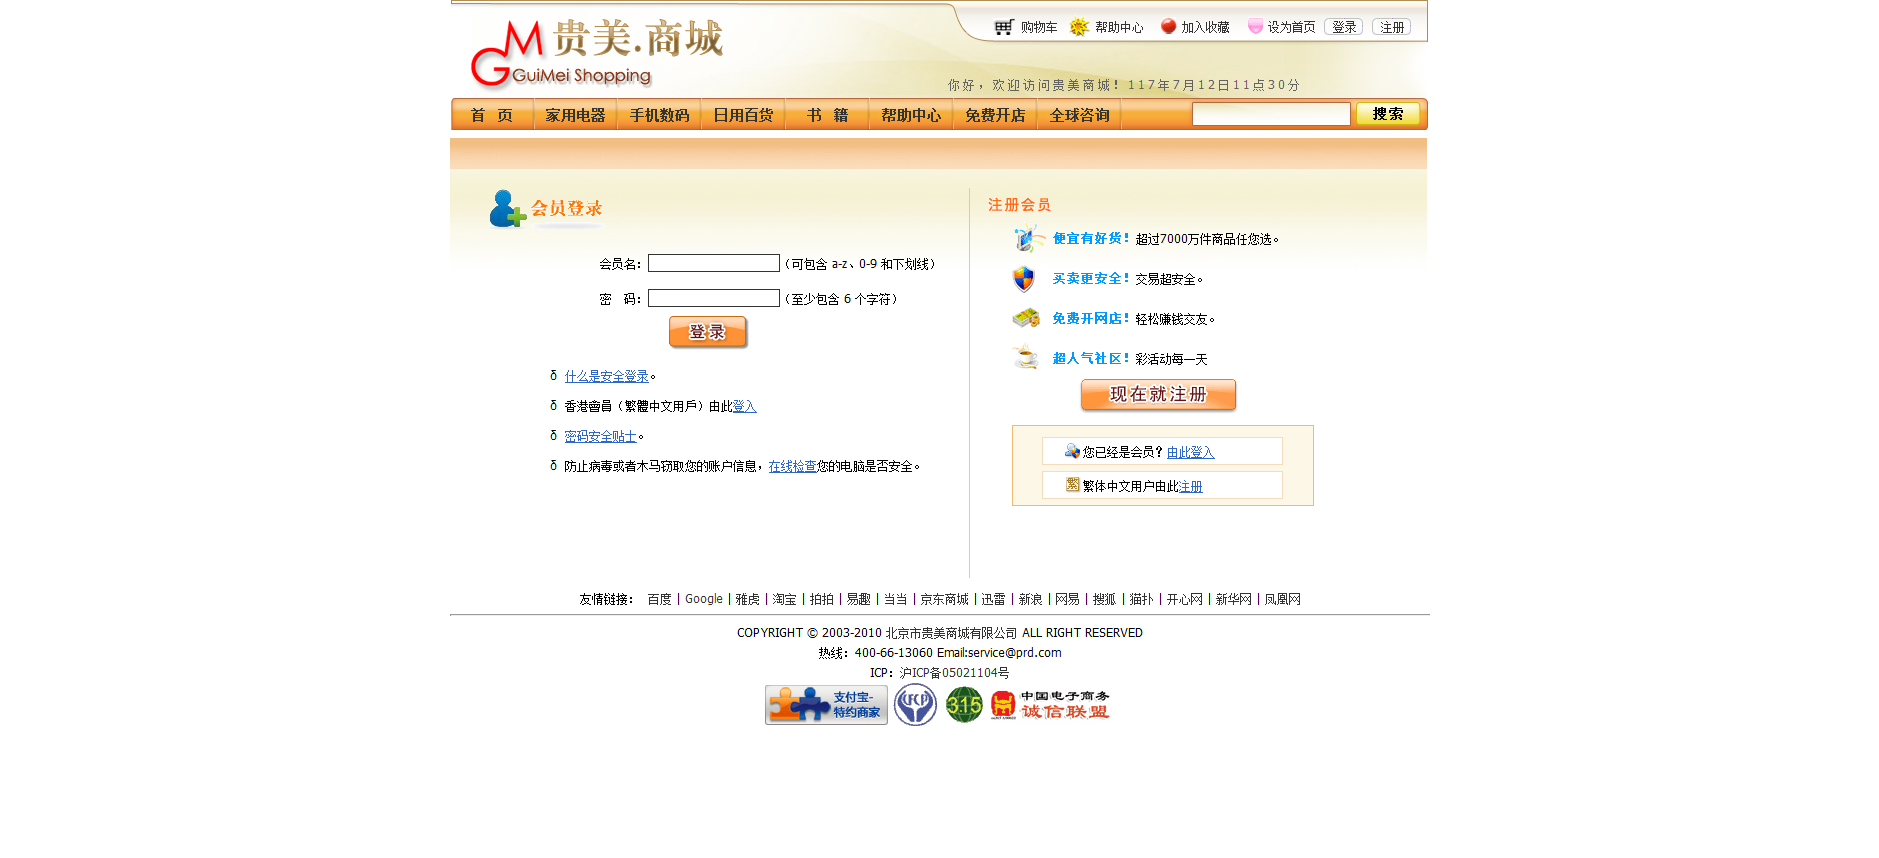 购物车 帮助中心 加入收藏 设为首页 登录 注册
贵美.商城
GM
GuiMei Shopping
你好，欢迎访问贵美商城！117年7月12日11点30分
首 页 家用电器 手机数码 日用百货 书 籍 帮助中心 免费开店 全球咨询 搜索
会员登录
会员名：（可包含 a-z、0-9 和下划线）
密 码：（至少包含 6 个字符）
登录
δ 什么是安全登录。
δ 香港會員（繁體中文用戶）由此登入
δ 密码安全贴士。
δ 防止病毒或者木马窃取您的账户信息，在线检查您的电脑是否安全。
注册会员
便宜有好货！超过7000万件商品任您选。
买卖更安全！交易超安全。
免费开网店！轻松赚钱交友。
超人气社区！彩活动每一天
现在就注册
您已经是会员？由此登入
繁 繁体中文用户由此注册
友情链接： 百度 | Google | 雅虎 | 淘宝 | 拍拍 | 易趣 | 当当 | 京东商城 | 迅雷 | 新浪 | 网易 | 搜狐 | 猫扑 | 开心网 | 新华网 | 凤凰网
COPYRIGHT © 2003-2010 北京市贵美商城有限公司 ALL RIGHT RESERVED
热线：400-66-13060 Email:service@prd.com
ICP：沪ICP备05021104号
支付宝-
特约商家
315
中国电子商务
诚信联盟